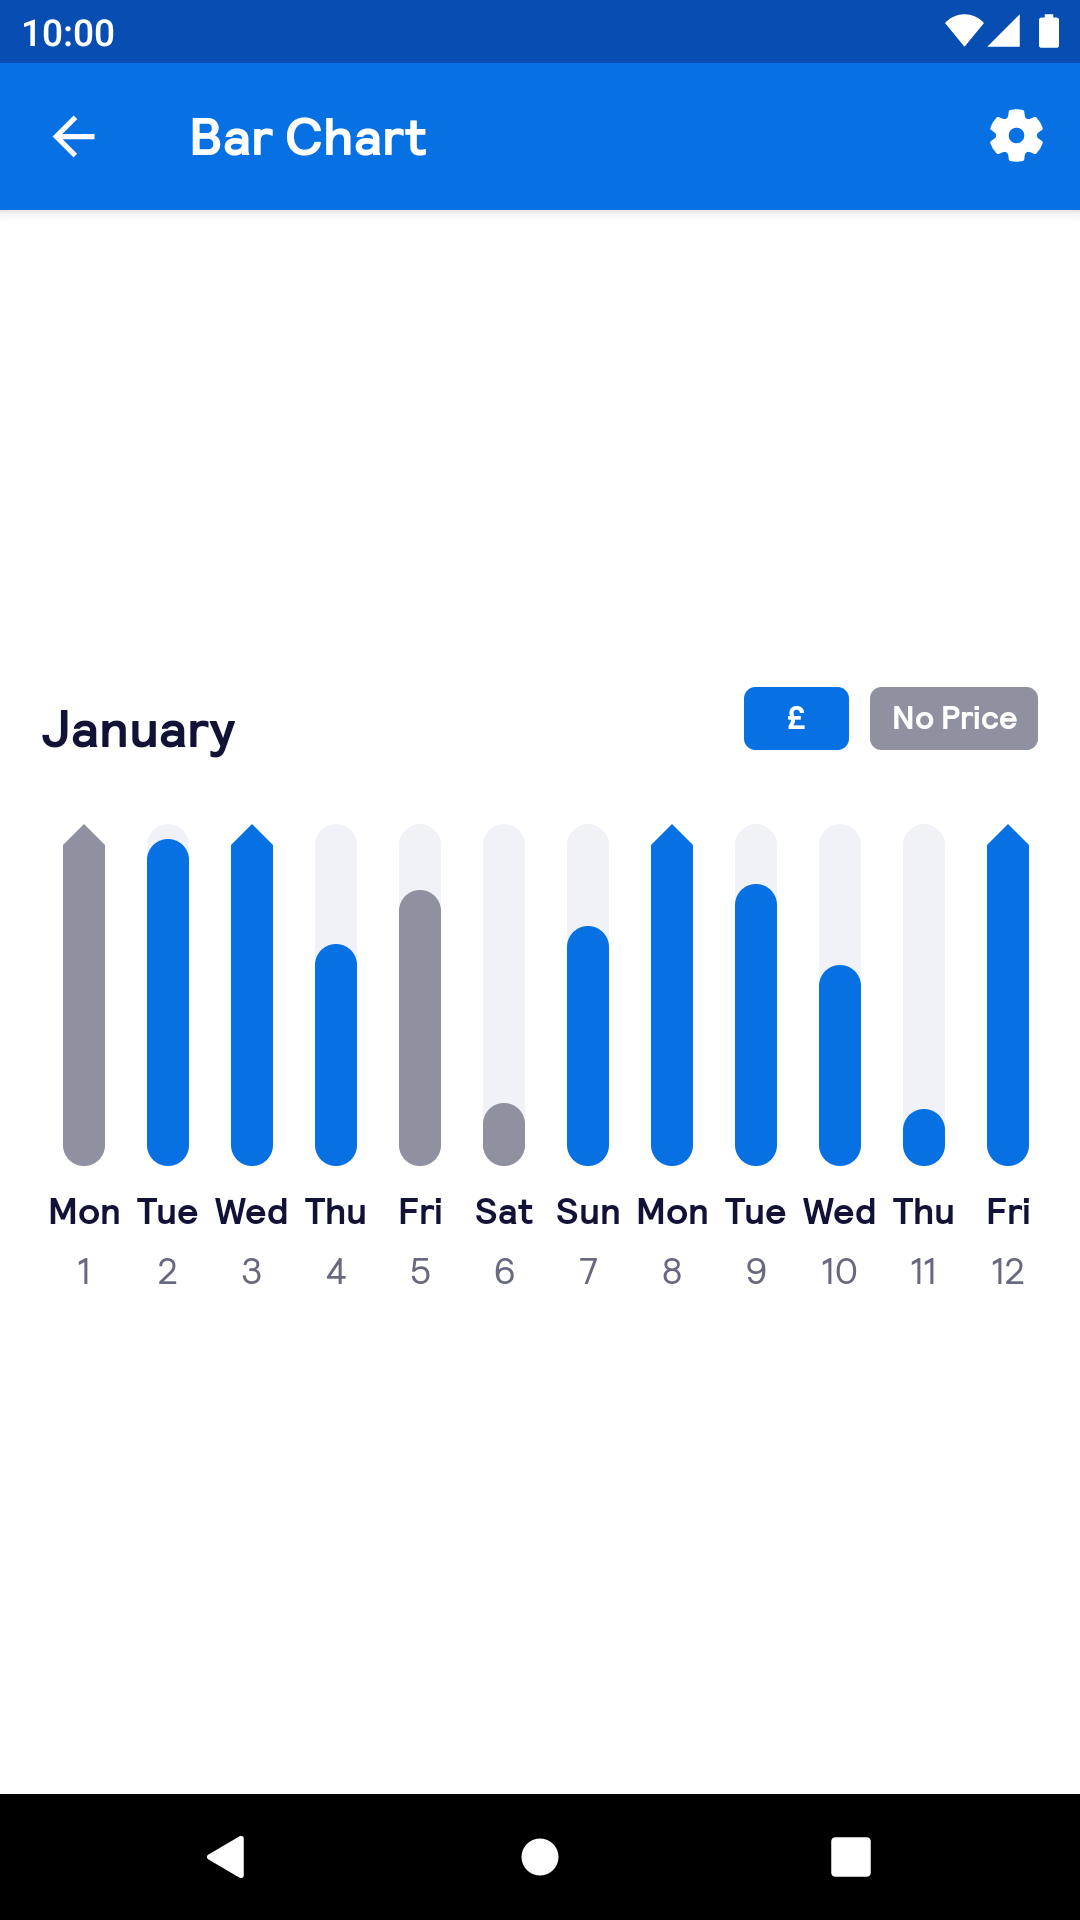 10:00
Bar Chart
January
£
No Price
Mon Tue Wed Thu Fri Sat Sun Mon Tue Wed Thu Fri
1 2 3 4 5 6 7 8 9 10 11 12